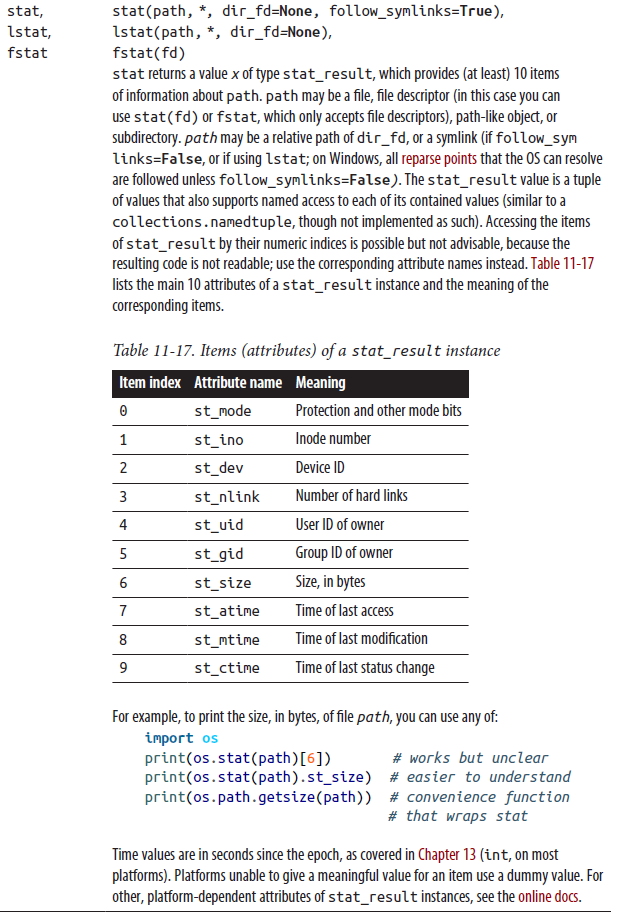 stat,
lstat,
fstat
stat(path, *, dir_fd=None, follow_symlinks=True),
lstat(path, *, dir_fd=None),
fstat(fd)
stat returns a value x of type stat_result, which provides (at least) 10 items
of information about path. path may be a file, file descriptor (in this case you can
use stat(fd) or fstat, which only accepts file descriptors), path-like object, or
subdirectory. path may be a relative path of dir_fd, or a symlink (if follow_sym
links=False, or if using lstat; on Windows, all reparse points that the OS can resolve
are followed unless follow_symlinks=False). The stat_result value is a tuple
of values that also supports named access to each of its contained values (similar to a
collections.namedtuple, though not implemented as such). Accessing the items
of stat_result by their numeric indices is possible but not advisable, because the
resulting code is not readable; use the corresponding attribute names instead. Table 11-17
lists the main 10 attributes of a stat_result instance and the meaning of the
corresponding items.
Table 11-17. Items (attributes) of a stat_result instance
Item index Attribute name Meaning
0 st_mode Protection and other mode bits
1 st_ino Inode number
2 st_dev Device ID
3 st_nlink Number of hard links
4 st_uid User ID of owner
5 st_gid Group ID of owner
6 st_size Size, in bytes
7 st_atime Time of last access
8 st_mtime Time of last modification
9 st_ctime Time of last status change
For example, to print the size, in bytes, of file path, you can use any of:
import os
print(os.stat(path)[6]) # works but unclear
print(os.stat(path).st_size) # easier to understand
print(os.path.getsize(path)) # convenience function
# that wraps stat
Time values are in seconds since the epoch, as covered in Chapter 13 (int, on most
platforms). Platforms unable to give a meaningful value for an item use a dummy value. For
other, platform-dependent attributes of stat_result instances, see the online docs.